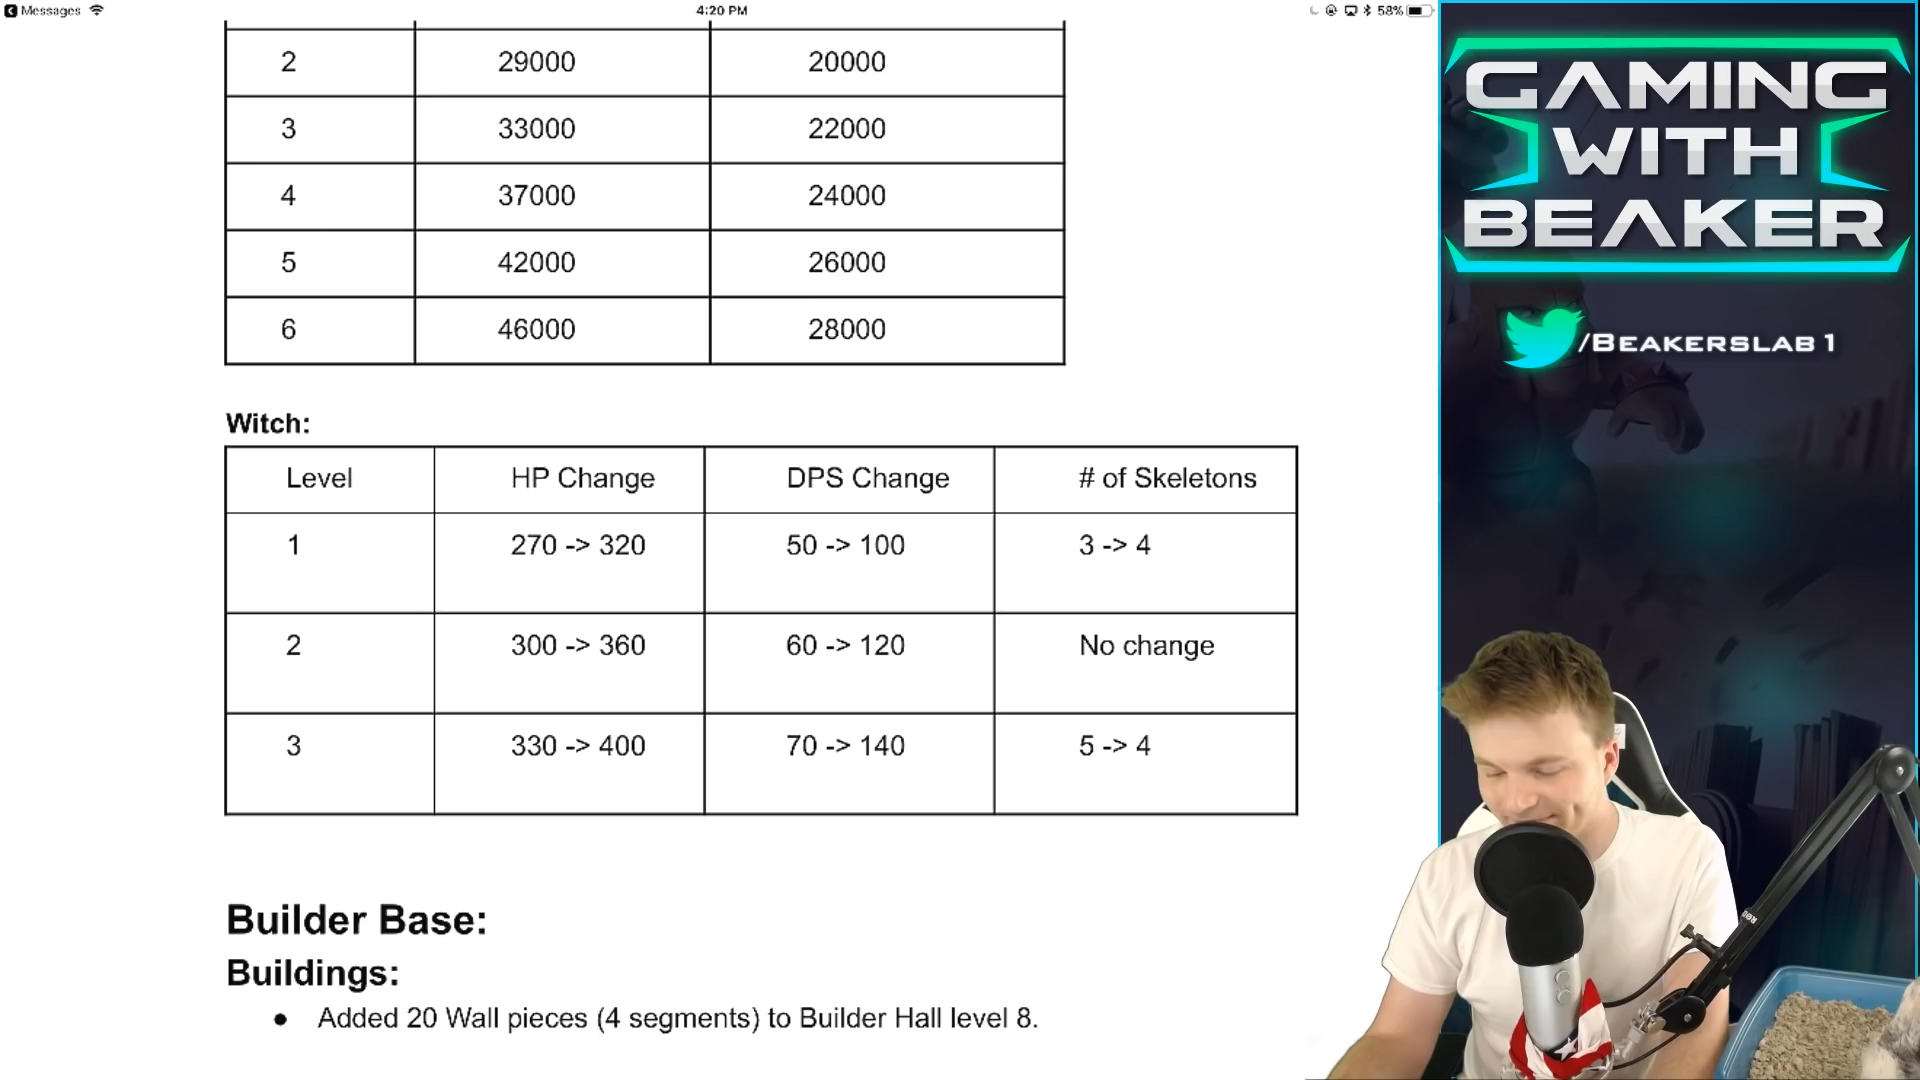 Messages
4:20 PM
58%
2 29000 20000
3 33000 22000
4 37000 24000
5 42000 26000
6 46000 28000
Witch:
Level HP Change DPS Change # of Skeletons
1 270 -> 320 50 -> 100 3 -> 4
2 300 -> 360 60 -> 120 No change
3 330 -> 400 70 -> 140 5 -> 4
Builder Base:
Buildings:
● Added 20 Wall pieces (4 segments) to Builder Hall level 8.
GAMING
WITH
BEAKER
/BEAKERSLAB1
RØDE